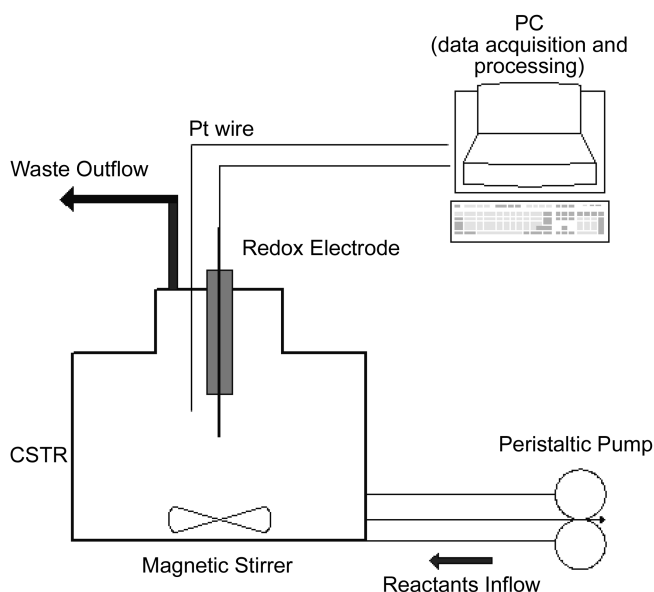 PC
(data acquisition and
processing)
Pt wire
Waste Outflow
Redox Electrode
Peristaltic Pump
CSTR
Magnetic Stirrer
Reactants Inflow